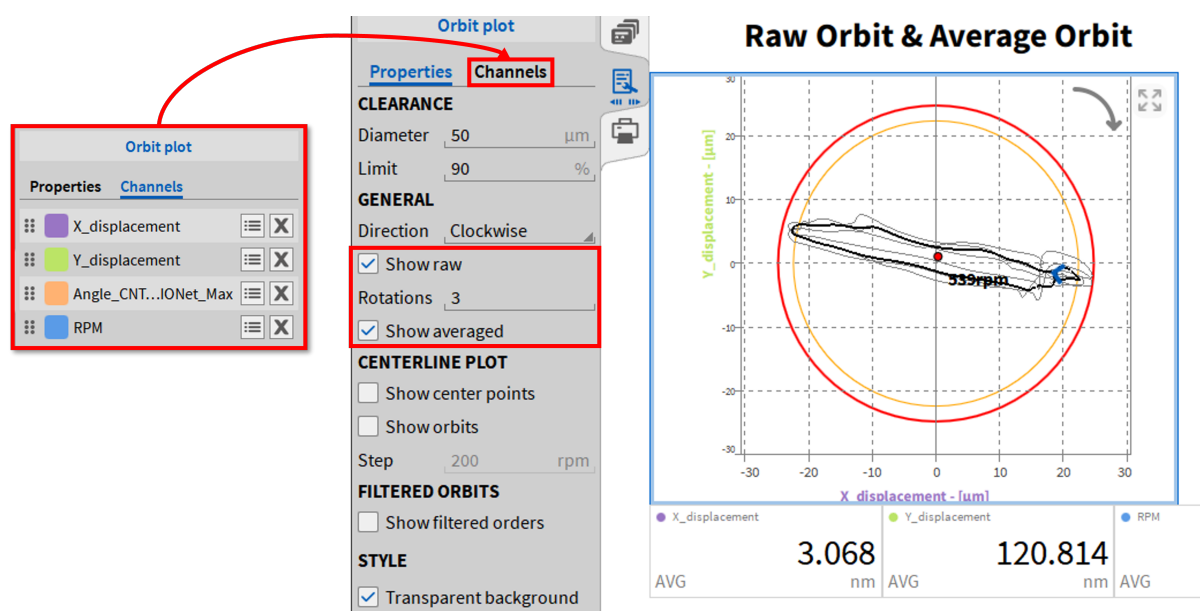 Orbit plot
Properties Channels
X_displacement
Y_displacement
Angle_CNT...IONet_Max
RPM
Orbit plot
Properties Channels
CLEARANCE
Diameter 50 μm
Limit 90 %
GENERAL
Direction Clockwise
Show raw
Rotations 3
Show averaged
CENTERLINE PLOT
Show center points
Show orbits
Step 200 rpm
FILTERED ORBITS
Show filtered orders
STYLE
Transparent background
Raw Orbit & Average Orbit
Y_displacement - [μm]
30
20
10
0
-10
-20
-30
539rpm
-30 -20 -10 0 10 20 30
X_displacement - [μm]
X_displacement Y_displacement RPM
3.068 120.814
AVG nm AVG nm AVG